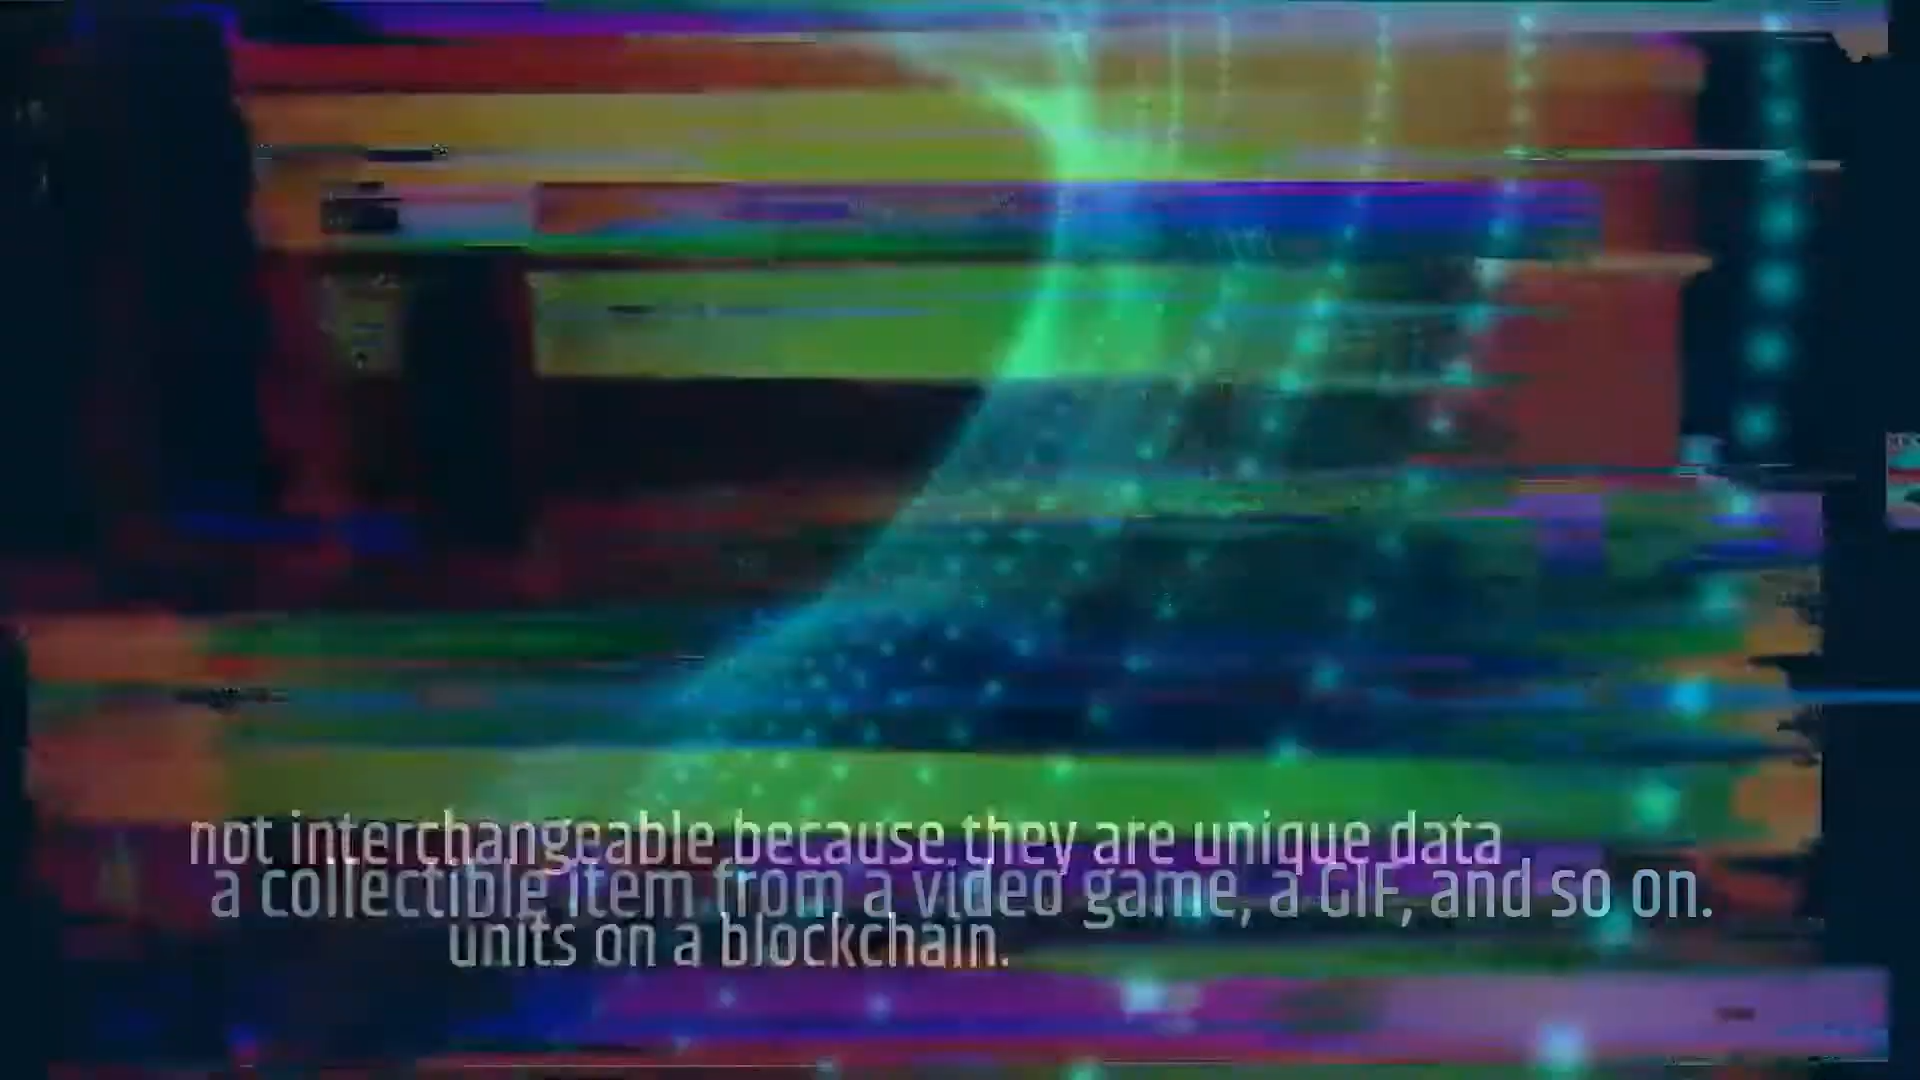 not interchangeable because they are unique data
a collectible item from a video game, a GIF, and so on.
units on a blockchain.